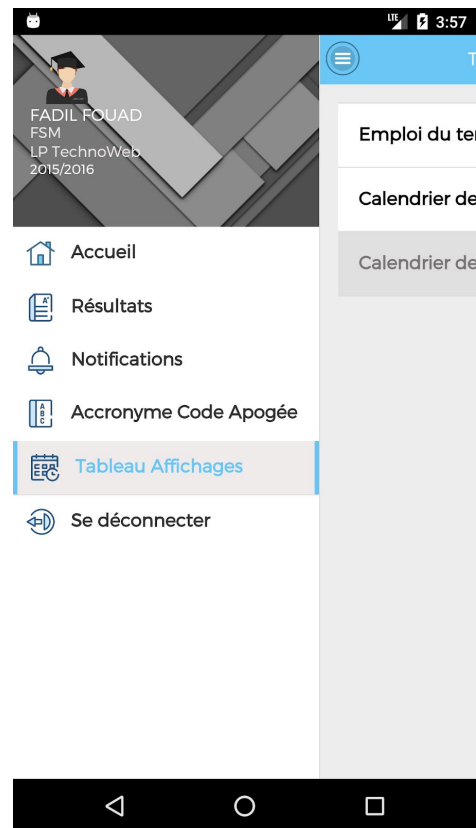 LTE 3:57
FADIL FOUAD
FSM
LP TechnoWeb
2015/2016
Accueil
Résultats
Notifications
Accronyme Code Apogée
Tableau Affichages
Se déconnecter
T
Emploi du
Calendrier de
Calendrier de